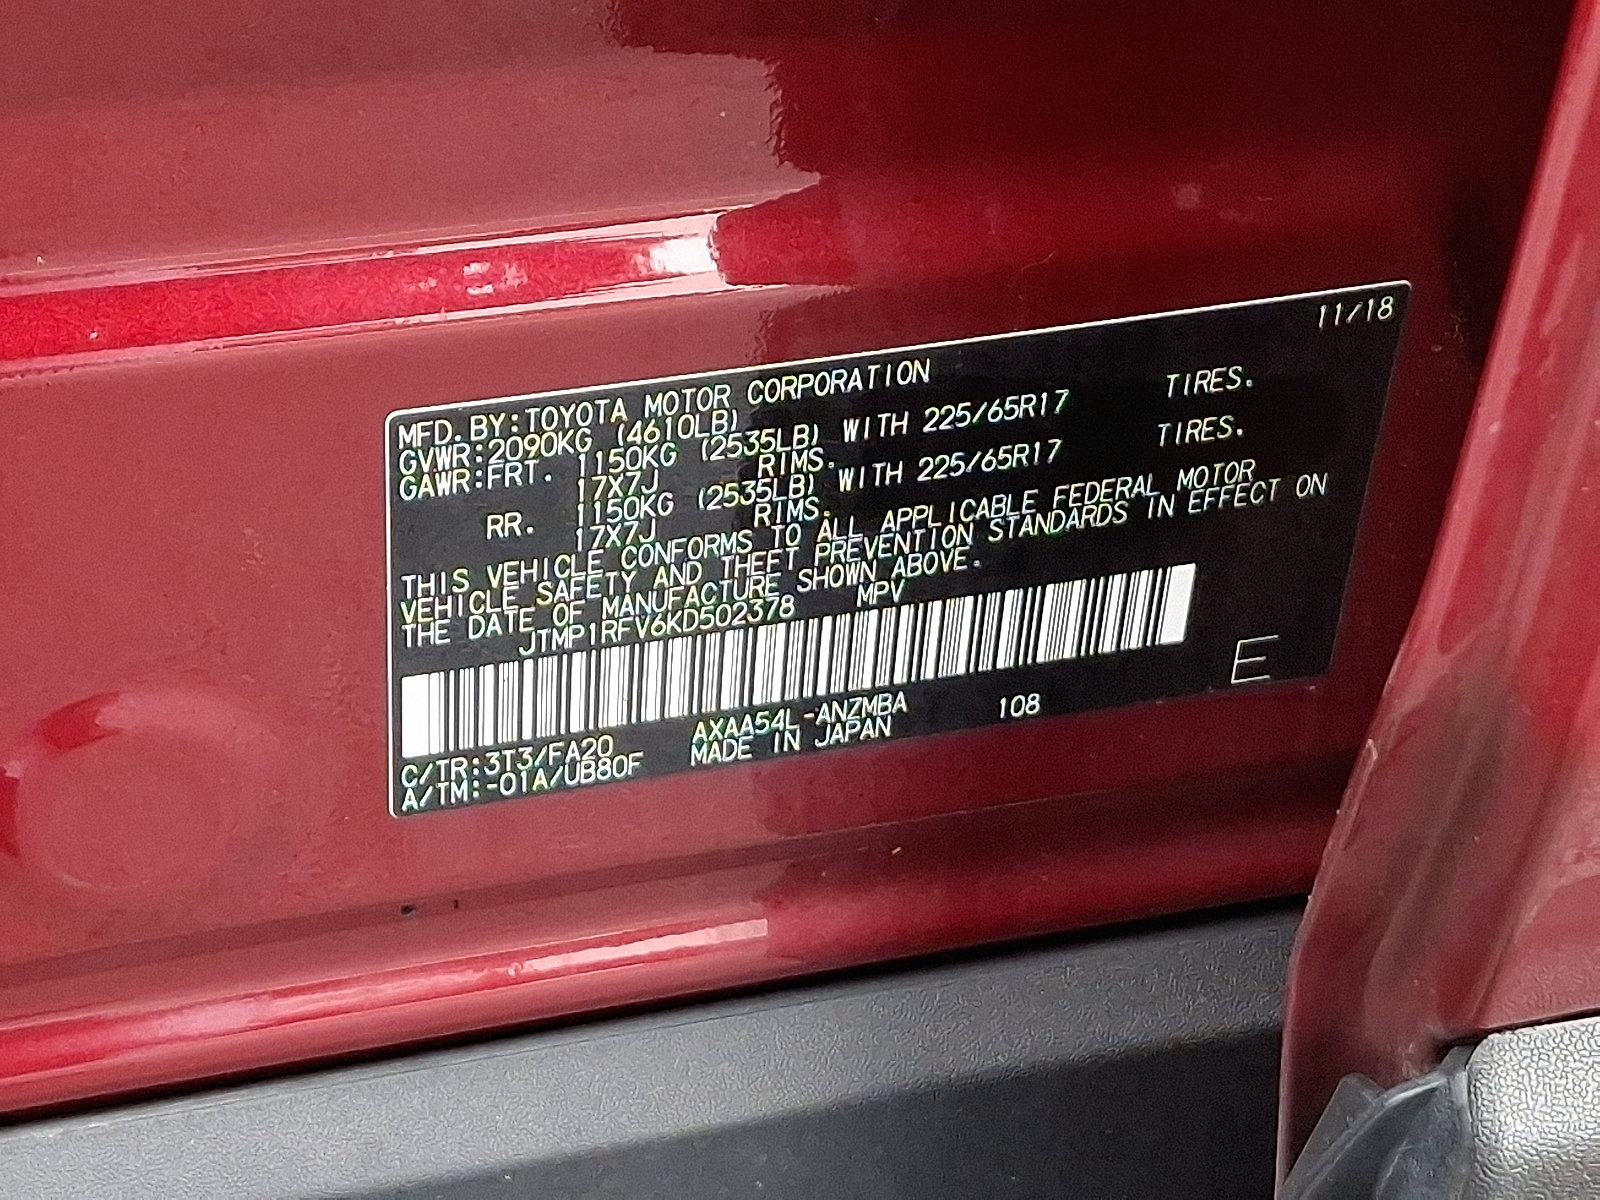 11/18
MFD. BY: TOYOTA MOTOR CORPORATION
GVWR: 2090KG (4610LB)
GAWR: FRT. 1150KG (2535LB) WITH 225/65R17 TIRES.
17X7J RIMS.
RR. 1150KG (2535LB) WITH 225/65R17 TIRES.
17X7J RIMS.
THIS VEHICLE CONFORMS TO ALL APPLICABLE FEDERAL MOTOR
VEHICLE SAFETY AND THEFT PREVENTION STANDARDS IN EFFECT ON
THE DATE OF MANUFACTURE SHOWN ABOVE.
JTMP1RFV6KD502378 MPV
E
C/TR: 3T3/FA20 AXAA54L-ANZMBA 108
A/TM: -01A/UB80F MADE IN JAPAN